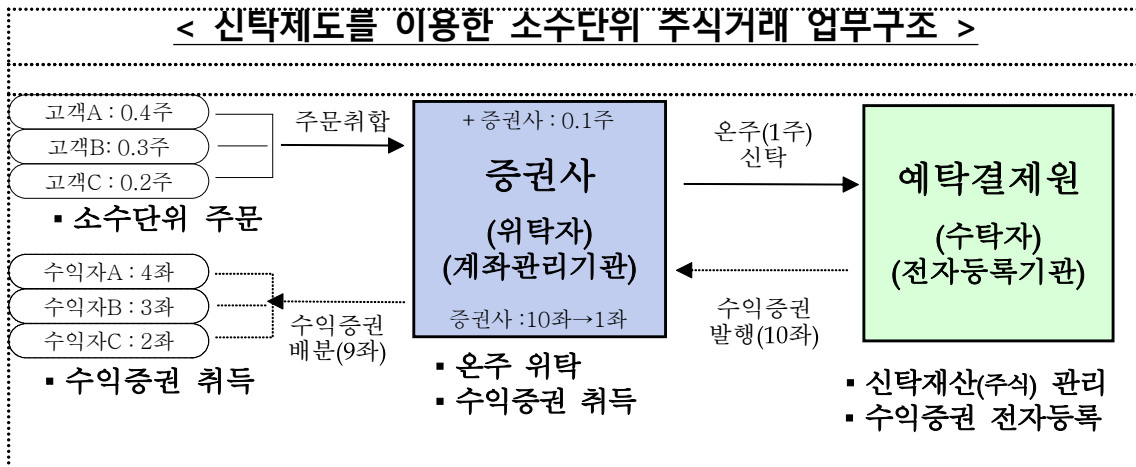 < 신탁제도를 이용한 소수단위 주식거래 업무구조 >
고객A : 0.4주
고객B: 0.3주
고객C : 0.2주
▪ 소수단위 주문
주문취합
+ 증권사 : 0.1주
증권사
(위탁자)
(계좌관리기관)
증권사 :10좌→1좌
▪ 온주 위탁
▪ 수익증권 취득
온주(1주)
신탁
예탁결제원
(수탁자)
(전자등록기관)
수익증권
발행(10좌)
▪ 신탁재산(주식) 관리
▪ 수익증권 전자등록
수익자A : 4좌
수익자B : 3좌
수익자C : 2좌
▪ 수익증권 취득
수익증권
배분(9좌)